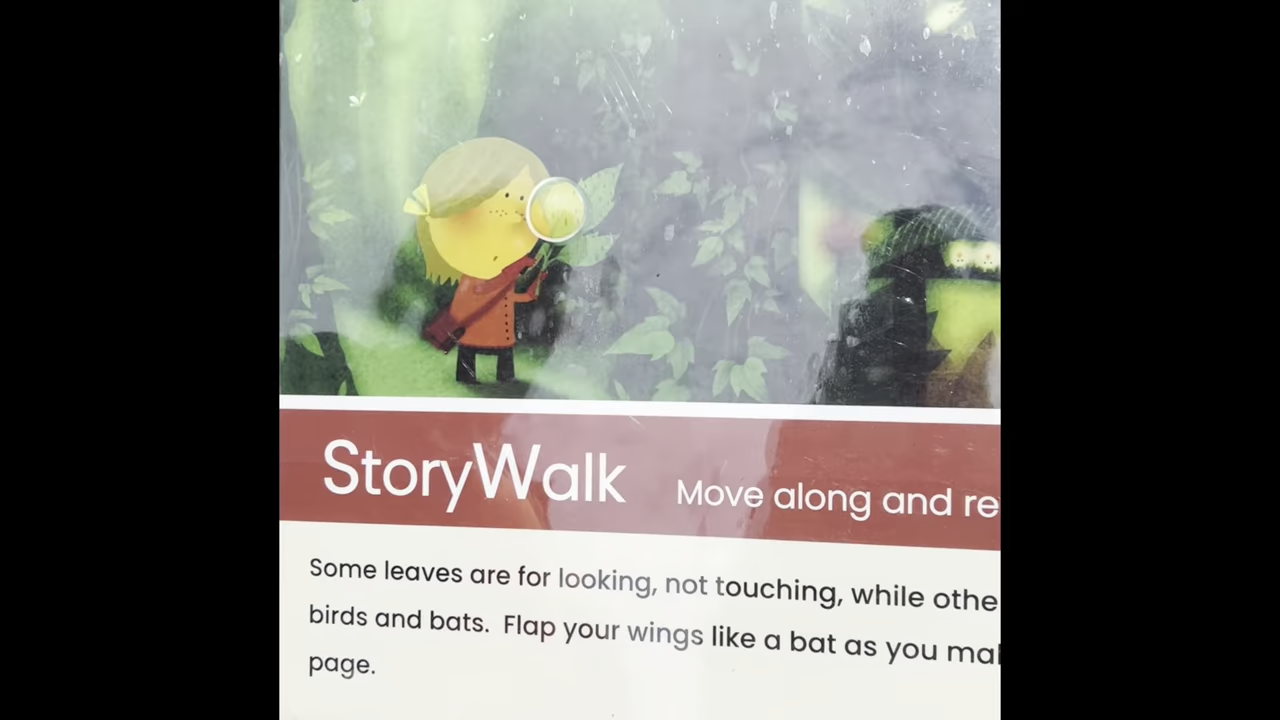 StoryWalk
Move along and re
Some leaves are for looking, not touching, while othe
birds and bats. Flap your wings like a bat as you
page.